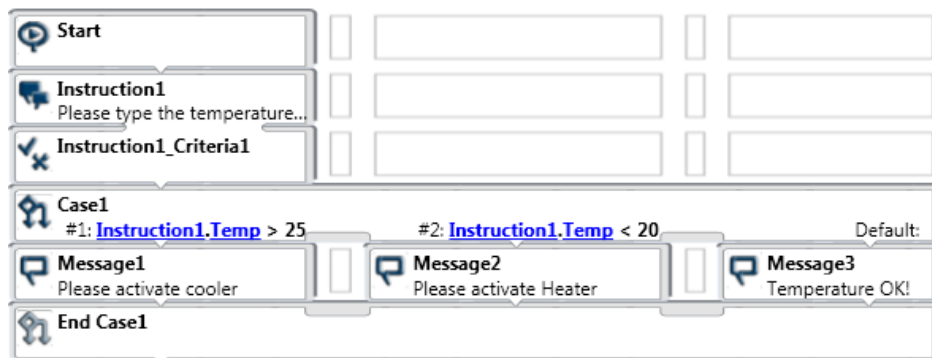 Start
Instruction1
Please type the temperature...
Instruction1_Criteria1
Case1
#1: Instruction1.Temp > 25 #2: Instruction1.Temp < 20 Default:
Message1 Message2 Message3
Please activate cooler Please activate Heater Temperature OK!
End Case1